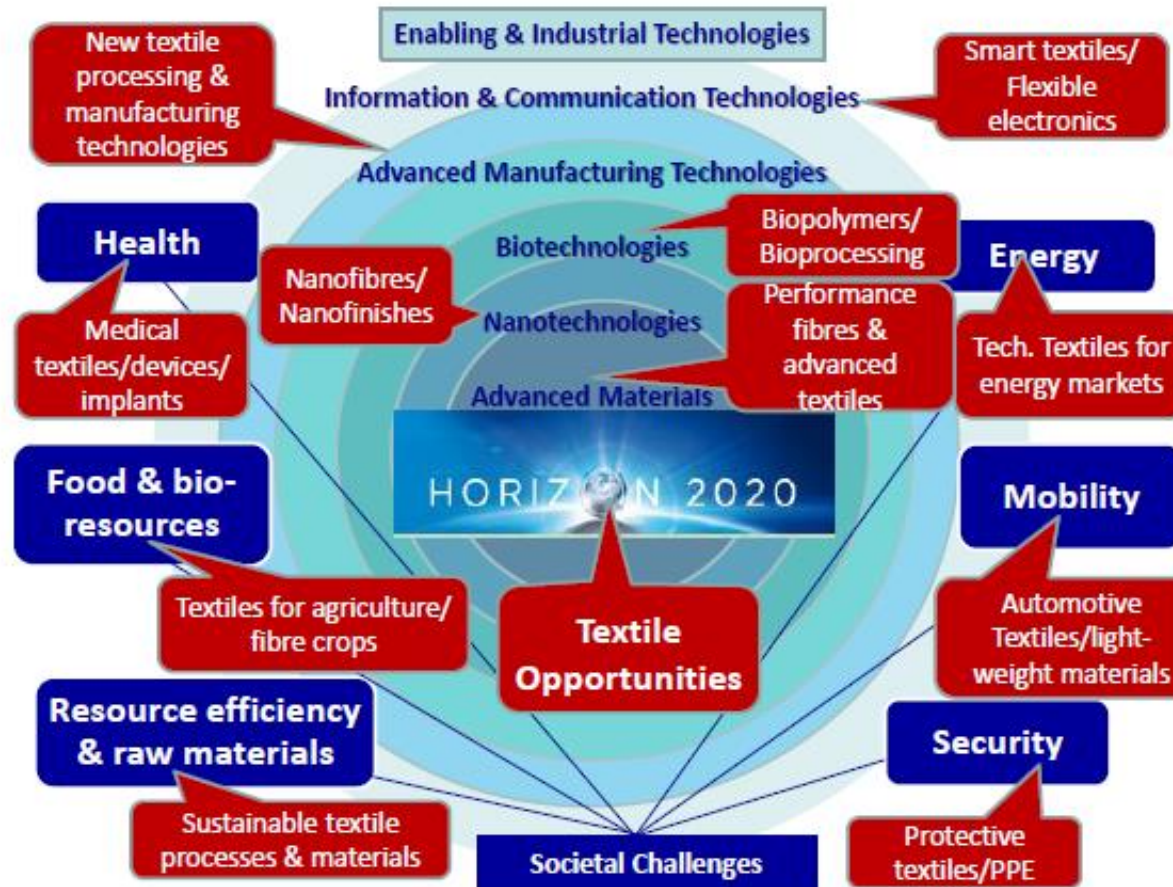 Enabling & Industrial Technologies
New textile
processing &
manufacturing
technologies
Information & Communication Technologies
Smart textiles/
Flexible
electronics
Advanced Manufacturing Technologies
Health
Biotechnologies
Biopolymers/
Bioprocessing
Energy
Nanofibres/
Nanofinishes
Nanotechnologies
Performance
fibres &
advanced
textiles
Medical
textiles/devices/
implants
Tech. Textiles for
energy markets
Advanced Materials
HORIZON 2020
Food & bio-
resources
Mobility
Textiles for agriculture/
fibre crops
Textile
Opportunities
Automotive
Textiles/light-
weight materials
Resource efficiency
& raw materials
Security
Sustainable textile
processes & materials
Societal Challenges
Protective
textiles/PPE